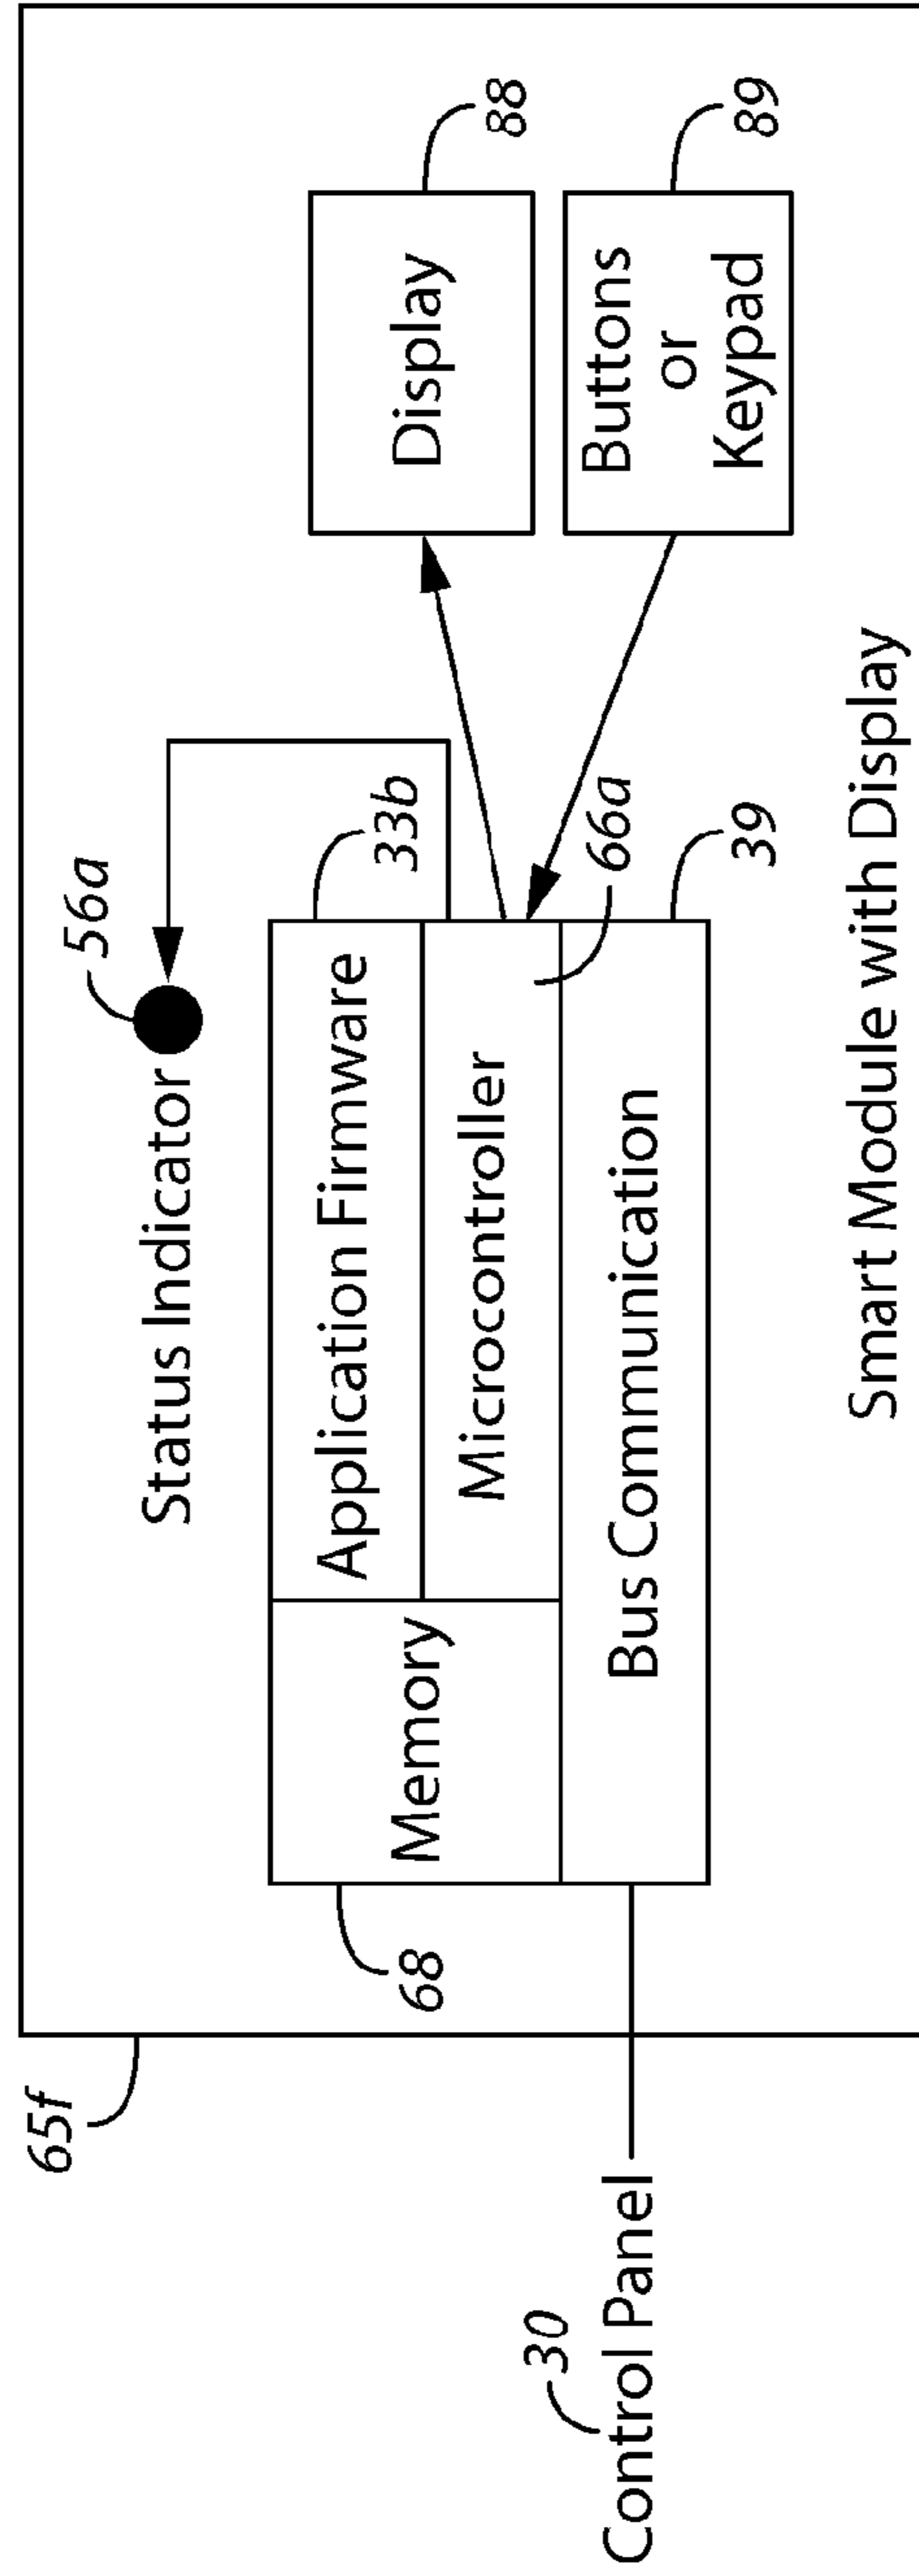 65f
56a
Status Indicator
33b
68
Memory
Application Firmware
Microcontroller
66a
Bus Communication
39
Display
88
Buttons
or
Keypad
89
30
Control Panel
Smart Module with Display